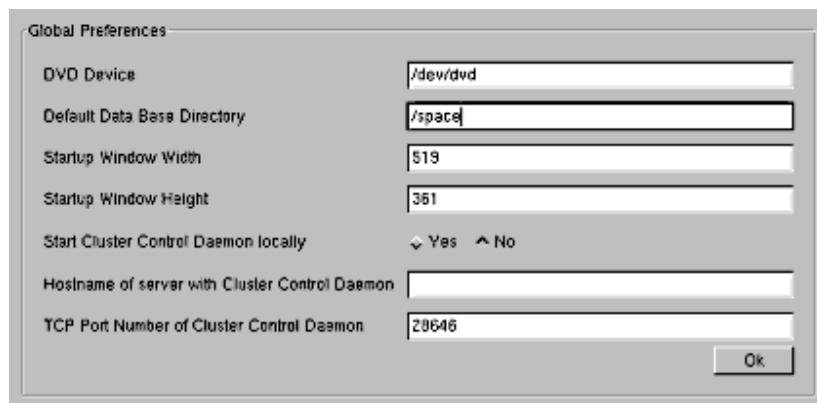 Global Preferences
DVD Device /dev/dvd
Default Data Base Directory /space
Startup Window Width 519
Startup Window Height 361
Start Cluster Control Daemon locally Yes No
Hostname of server with Cluster Control Daemon
TCP Port Number of Cluster Control Daemon 28646
Ok